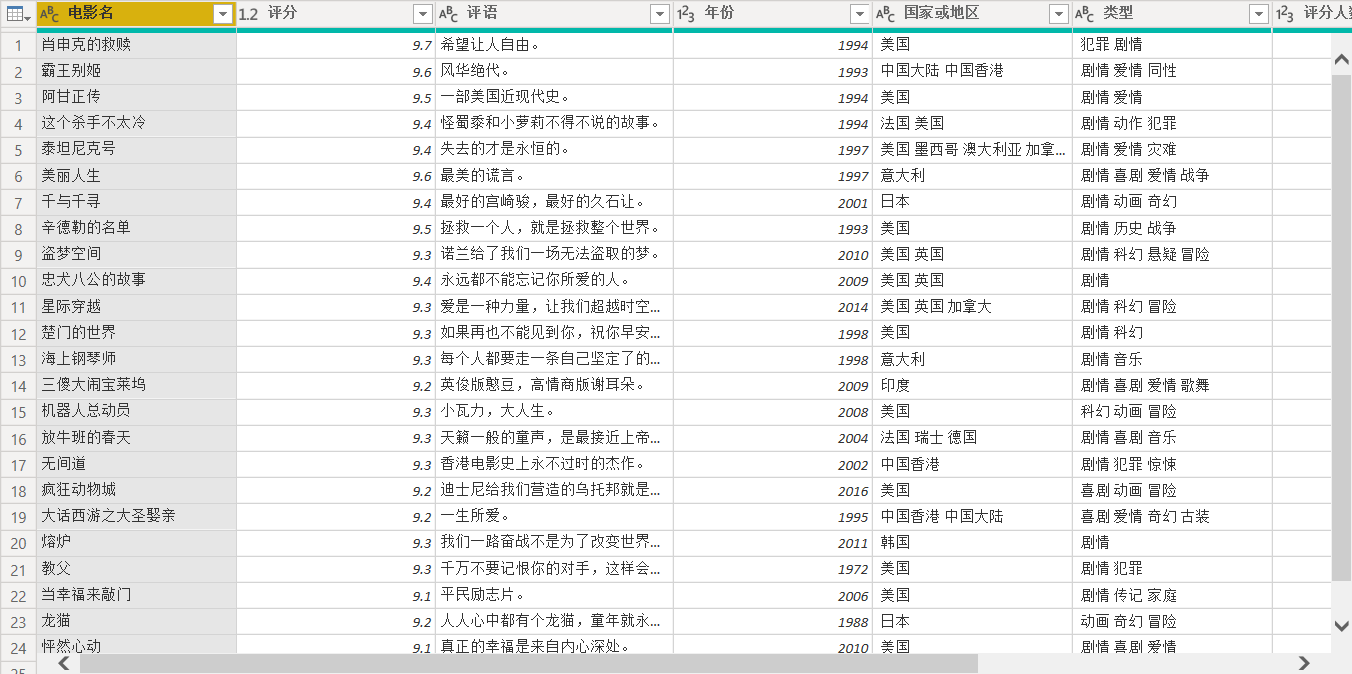 ABC 电影名 1.2 评分 ABC 评语 123 年份 ABC 国家或地区 ABC 类型 123 评分人
1 肖申克的救赎 9.7 希望让人自由。 1994 美国 犯罪 剧情
2 霸王别姬 9.6 风华绝代。 1993 中国大陆 中国香港 剧情 爱情 同性
3 阿甘正传 9.5 一部美国近现代史。 1994 美国 剧情 爱情
4 这个杀手不太冷 9.4 怪蜀黍和小萝莉不得不说的故事。 1994 法国 美国 剧情 动作 犯罪
5 泰坦尼克号 9.4 失去的才是永恒的。 1997 美国 墨西哥 澳大利亚 加拿... 剧情 爱情 灾难
6 美丽人生 9.6 最美的谎言。 1997 意大利 剧情 喜剧 爱情 战争
7 千与千寻 9.4 最好的宫崎骏，最好的久石让。 2001 日本 剧情 动画 奇幻
8 辛德勒的名单 9.5 拯救一个人，就是拯救整个世界。 1993 美国 剧情 历史 战争
9 盗梦空间 9.3 诺兰给了我们一场无法盗取的梦。 2010 美国 英国 剧情 科幻 悬疑 冒险
10 忠犬八公的故事 9.4 永远都不能忘记你所爱的人。 2009 美国 英国 剧情
11 星际穿越 9.3 爱是一种力量，让我们超越时空... 2014 美国 英国 加拿大 剧情 科幻 冒险
12 楚门的世界 9.3 如果再也不能见到你，祝你早安... 1998 美国 剧情 科幻
13 海上钢琴师 9.3 每个人都要走一条自己坚定了的... 1998 意大利 剧情 音乐
14 三傻大闹宝莱坞 9.2 英俊版憨豆，高情商版谢耳朵。 2009 印度 剧情 喜剧 爱情 歌舞
15 机器人总动员 9.3 小瓦力，大人生。 2008 美国 科幻 动画 冒险
16 放牛班的春天 9.3 天籁一般的童声，是最接近上帝... 2004 法国 瑞士 德国 剧情 喜剧 音乐
17 无间道 9.3 香港电影史上永不过时的杰作。 2002 中国香港 剧情 犯罪 惊悚
18 疯狂动物城 9.2 迪士尼给我们营造的乌托邦就是... 2016 美国 喜剧 动画 冒险
19 大话西游之大圣娶亲 9.2 一生所爱。 1995 中国香港 中国大陆 喜剧 爱情 奇幻 古装
20 熔炉 9.3 我们一路奋战不是为了改变世界... 2011 韩国 剧情
21 教父 9.3 千万不要记恨你的对手，这样会... 1972 美国 剧情 犯罪
22 当幸福来敲门 9.1 平民励志片。 2006 美国 剧情 传记 家庭
23 龙猫 9.2 人人心中都有个龙猫，童年就永... 1988 日本 动画 奇幻 冒险
24 怦然心动 9.1 真正的幸福是来自内心深处。 2010 美国 剧情 喜剧 爱情
25